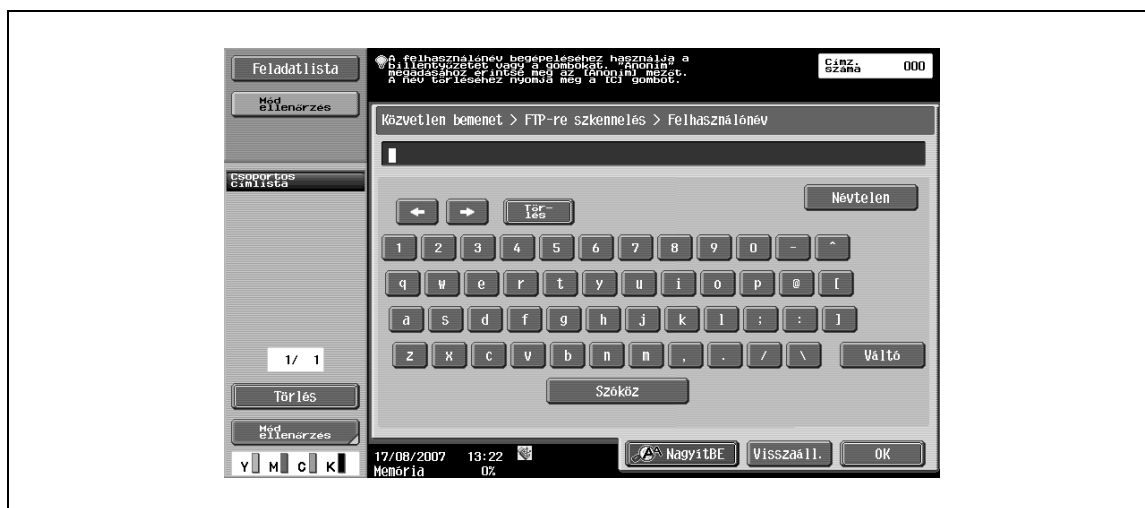 Feladatlista
A felhasználónév begépeléséhez használja a
billentyűzetet vagy a gombokat. "Anonim"
megadásához érintse meg az [Anonim] mezőt.
A név törléséhez nyomja meg a [C] gombot.
Címz.
száma 000
Mód
ellenőrzés
Közvetlen bemenet > FTP-re szkennelés > Felhasználónév
Csoportos
címlista
Névtelen
Tör-
lés
1 2 3 4 5 6 7 8 9 0 - ^
q w e r t y u i o p @ [
a s d f g h j k l ; : ]
z x c v b n m , . / \ Váltó
1/ 1
Szóköz
Törlés
Mód
ellenőrzés
Y M C K
17/08/2007 13:22
Memória 0%
NagyítBE Visszaáll. OK